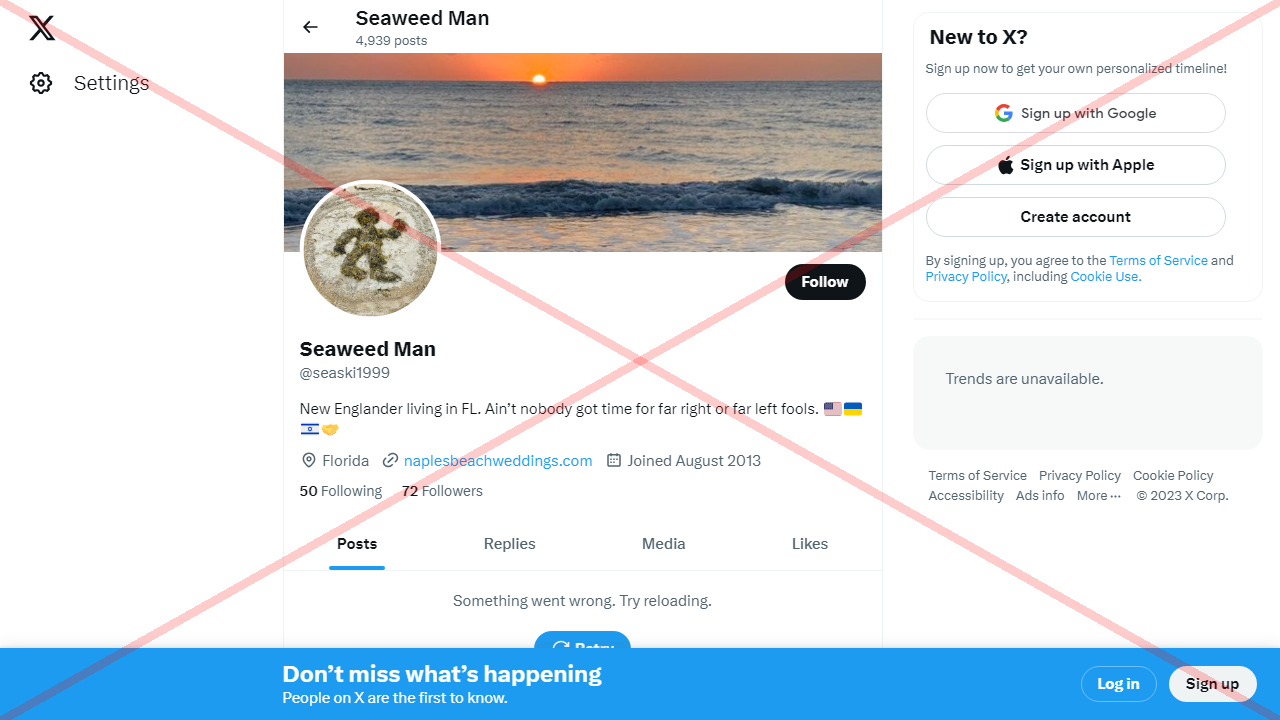 Settings
Seaweed Man
4,939 posts
Follow
Seaweed Man
@seaski1999
New Englander living in FL. Ain’t nobody got time for far right or far left fools. 🇺🇸🇺🇦
🇮🇱🤝
Florida naplesbeachweddings.com Joined August 2013
50 Following 72 Followers
Posts Replies Media Likes
Something went wrong. Try reloading.
Retry
New to X?
Sign up now to get your own personalized timeline!
Sign up with Google
Sign up with Apple
Create account
By signing up, you agree to the Terms of Service and
Privacy Policy, including Cookie Use.
Trends are unavailable.
Terms of Service Privacy Policy Cookie Policy
Accessibility Ads info More ··· © 2023 X Corp.
Don’t miss what’s happening
People on X are the first to know.
Log in
Sign up